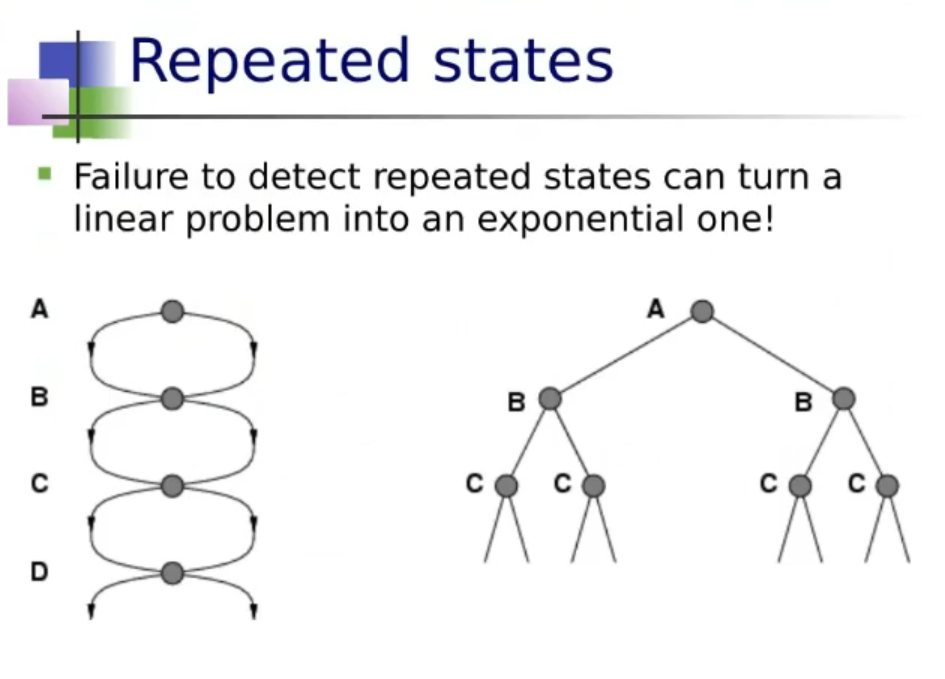 Repeated states
Failure to detect repeated states can turn a
linear problem into an exponential one!
A
B
C
D
A
B B
C C C C